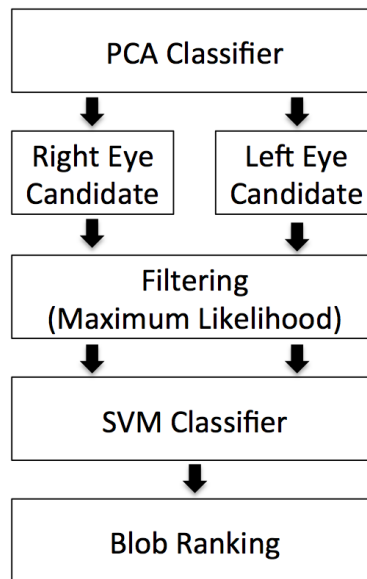 PCA Classifier
Right Eye
Candidate
Left Eye
Candidate
Filtering
(Maximum Likelihood)
SVM Classifier
Blob Ranking